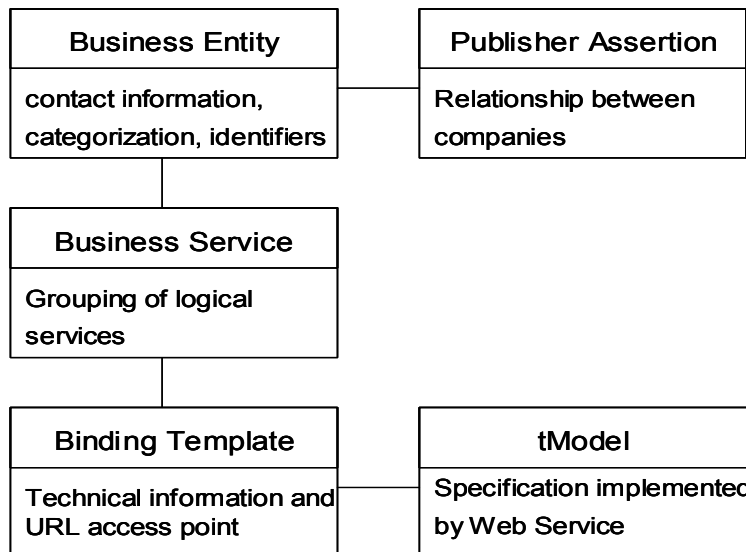 Business Entity
contact information,
categorization, identifiers
Publisher Assertion
Relationship between
companies
Business Service
Grouping of logical
services
Binding Template
Technical information and
URL access point
tModel
Specification implemented
by Web Service